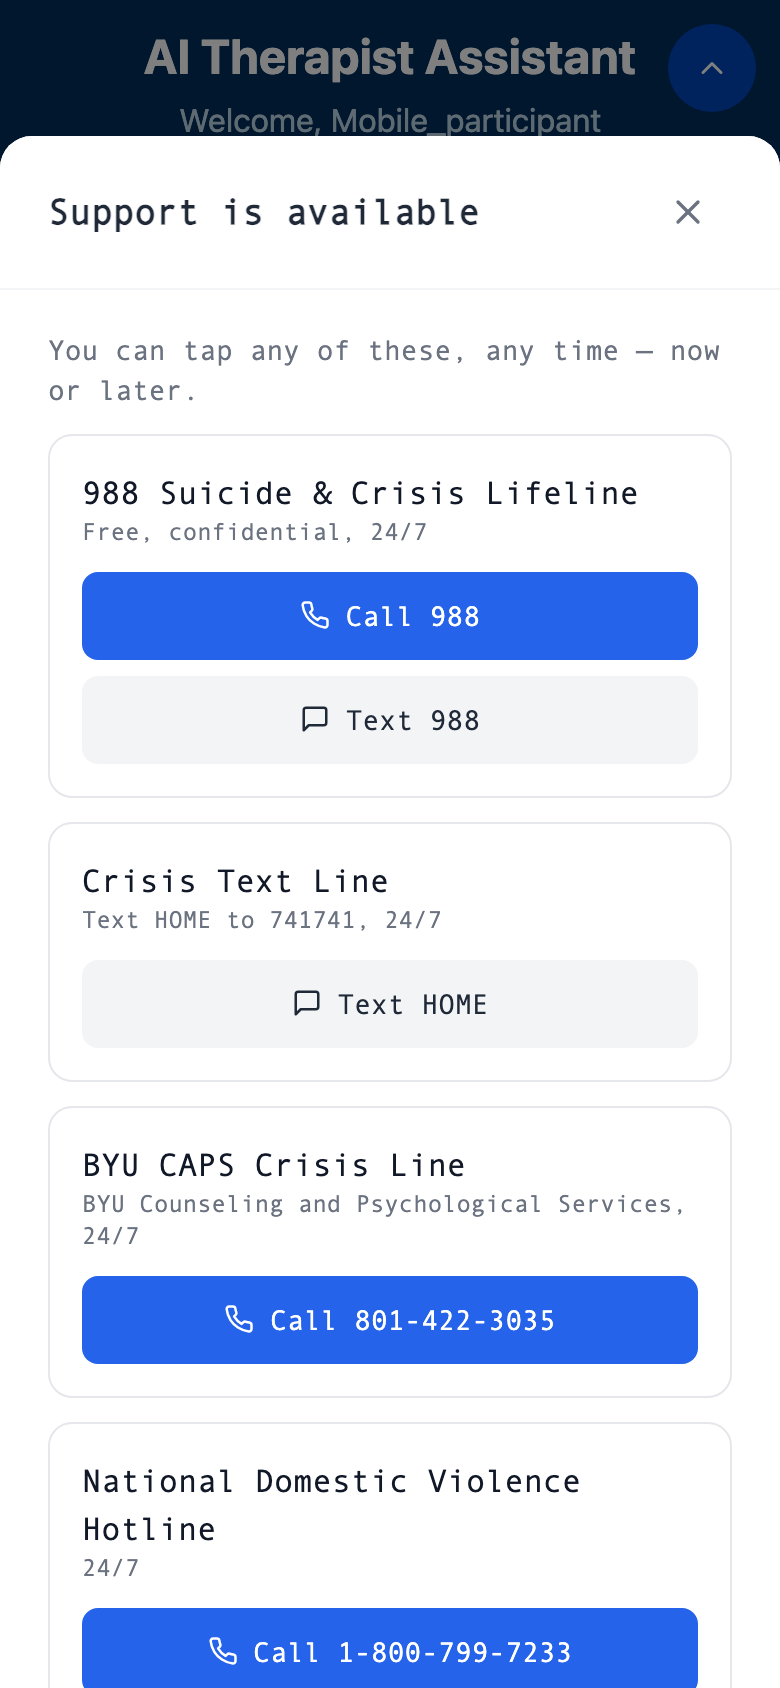 AI Therapist Assistant
Welcome, Mobile_participant
Support is available
You can tap any of these, any time — now
or later.
988 Suicide & Crisis Lifeline
Free, confidential, 24/7
Call 988
Text 988
Crisis Text Line
Text HOME to 741741, 24/7
Text HOME
BYU CAPS Crisis Line
BYU Counseling and Psychological Services,
24/7
Call 801-422-3035
National Domestic Violence
Hotline
24/7
Call 1-800-799-7233